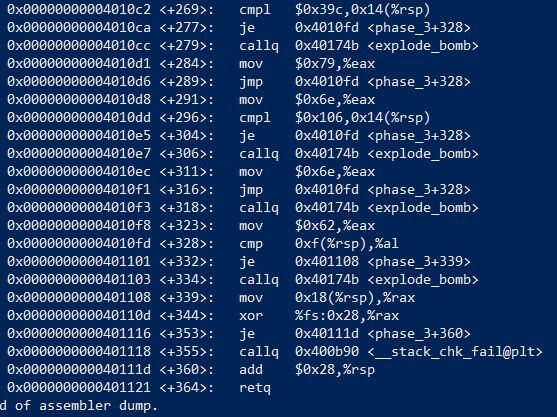 0x00000000004010c2 <+269>: cmpl $0x39c,0x14(%rsp)
0x00000000004010ca <+277>: je 0x4010fd <phase_3+328>
0x00000000004010cc <+279>: callq 0x40174b <explode_bomb>
0x00000000004010d1 <+284>: mov $0x79,%eax
0x00000000004010d6 <+289>: jmp 0x4010fd <phase_3+328>
0x00000000004010d8 <+291>: mov $0x6e,%eax
0x00000000004010dd <+296>: cmpl $0x106,0x14(%rsp)
0x00000000004010e5 <+304>: je 0x4010fd <phase_3+328>
0x00000000004010e7 <+306>: callq 0x40174b <explode_bomb>
0x00000000004010ec <+311>: mov $0x6e,%eax
0x00000000004010f1 <+316>: jmp 0x4010fd <phase_3+328>
0x00000000004010f3 <+318>: callq 0x40174b <explode_bomb>
0x00000000004010f8 <+323>: mov $0x62,%eax
0x00000000004010fd <+328>: cmp 0xf(%rsp),%al
0x0000000000401101 <+332>: je 0x401108 <phase_3+339>
0x0000000000401103 <+334>: callq 0x40174b <explode_bomb>
0x0000000000401108 <+339>: mov 0x18(%rsp),%rax
0x000000000040110d <+344>: xor %fs:0x28,%rax
0x0000000000401116 <+353>: je 0x40111d <phase_3+360>
0x0000000000401118 <+355>: callq 0x400b90 <__stack_chk_fail@plt>
0x000000000040111d <+360>: add $0x28,%rsp
0x0000000000401121 <+364>: retq
d of assembler dump.